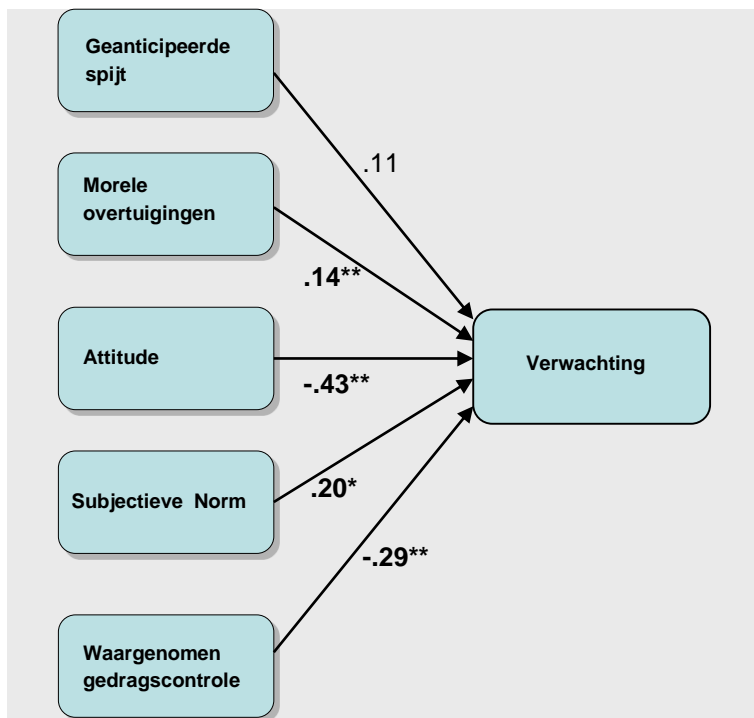 Geanticipeerde
spijt
.11
Morele
overtuigingen
.14**
Attitude
-.43**
Verwachting
Subjectieve Norm
.20*
-.29**
Waargenomen
gedragscontrole